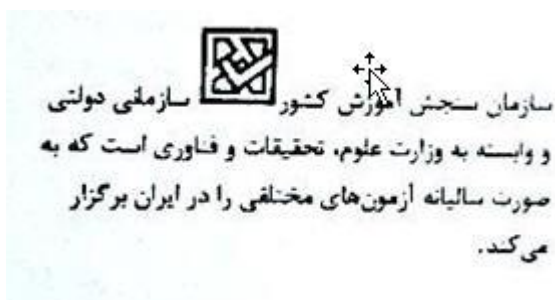 سازمان سنجش آموزش کشور سازمانی دولتی
و وابسته به وزارت علوم، تحقیقات و فناوری است که به
صورت سالیانه آزمون‌های مختلفی را در ایران برگزار
می‌کند.